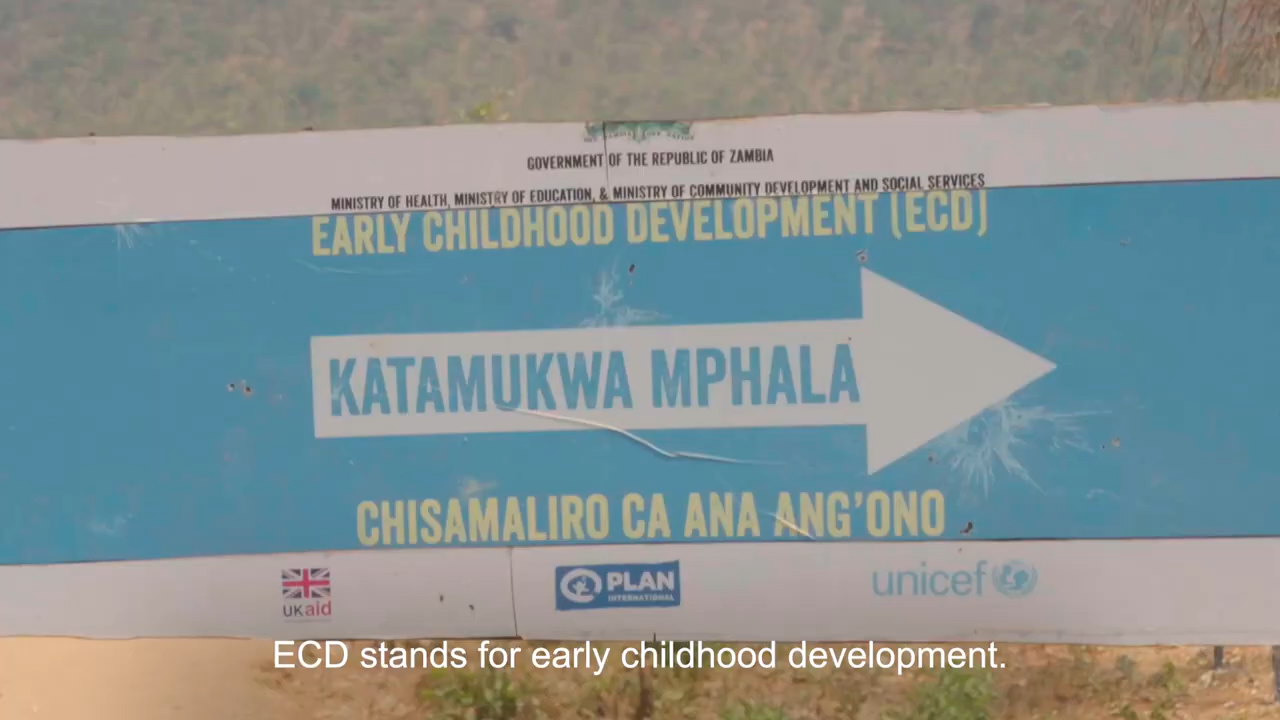 GOVERNMENT OF THE REPUBLIC OF ZAMBIA
MINISTRY OF HEALTH, MINISTRY OF EDUCATION, & MINISTRY OF COMMUNITY DEVELOPMENT AND SOCIAL SERVICES
EARLY CHILDHOOD DEVELOPMENT (ECD)
KATAMUKWA MPHALA
CHISAMALIRO CA ANA ANG'ONO
UKaid
PLAN
INTERNATIONAL
unicef
ECD stands for early childhood development.